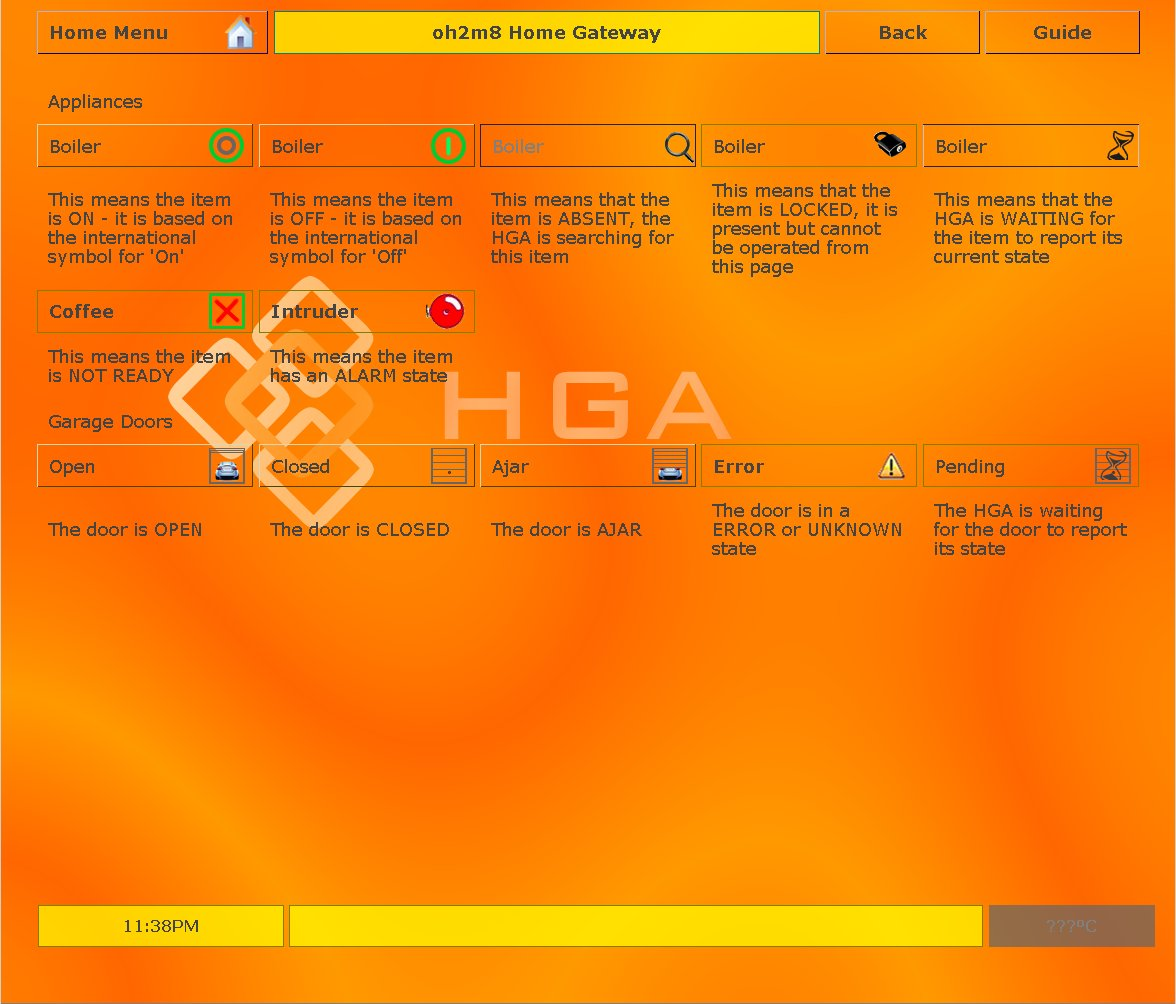 Home Menu
oh2m8 Home Gateway
Back
Guide
Appliances
Boiler
Boiler
Boiler
Boiler
Boiler
This means the item
is ON - it is based on
the international
symbol for 'On'
This means the item
is OFF - it is based on
the international
symbol for 'Off'
This means that the
item is ABSENT, the
HGA is searching for
this item
This means that the
item is LOCKED, it is
present but cannot
be operated from
this page
This means that the
HGA is WAITING for
the item to report its
current state
Coffee
Intruder
This means the item
is NOT READY
This means the item
has an ALARM state
HGA
Garage Doors
Open
Closed
Ajar
Error
Pending
The door is OPEN
The door is CLOSED
The door is AJAR
The door is in a
ERROR or UNKNOWN
state
The HGA is waiting
for the door to report
its state
11:38PM
???ºC